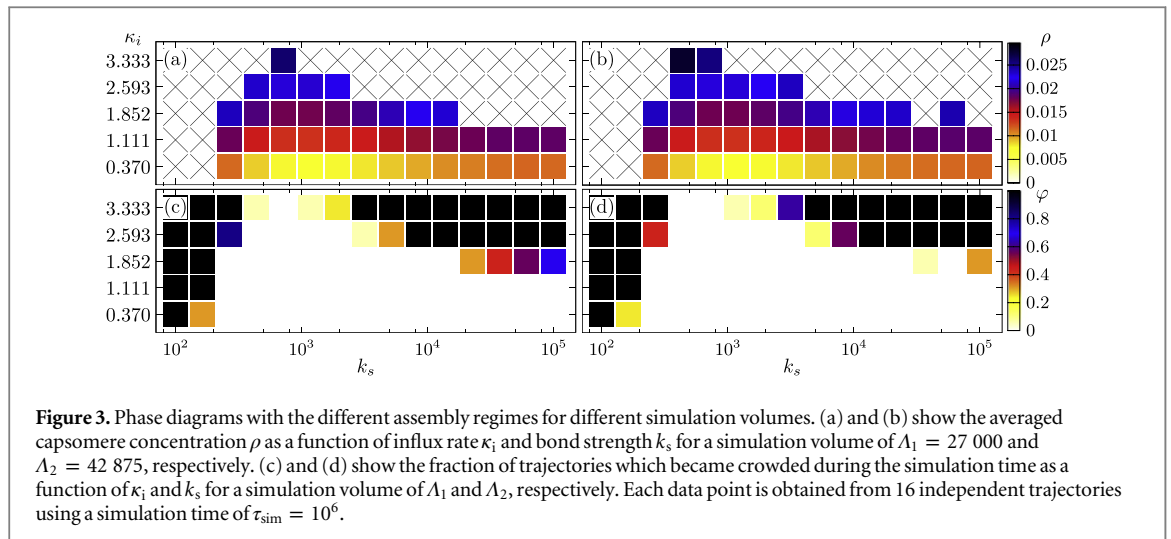 κi
3.333
2.593
1.852
1.111
0.370
(a)
(b)
ρ
0.025
0.02
0.015
0.01
0.005
0
3.333
2.593
1.852
1.111
0.370
(c)
(d)
φ
0.8
0.6
0.4
0.2
0
10^2 10^3 10^4 10^5
ks
10^2 10^3 10^4 10^5
ks
Figure 3. Phase diagrams with the different assembly regimes for different simulation volumes. (a) and (b) show the averaged
capsomere concentration ρ as a function of influx rate κi and bond strength ks for a simulation volume of Λ1 = 27 000 and
Λ2 = 42 875, respectively. (c) and (d) show the fraction of trajectories which became crowded during the simulation time as a
function of κi and ks for a simulation volume of Λ1 and Λ2, respectively. Each data point is obtained from 16 independent trajectories
using a simulation time of τsim = 10^6.